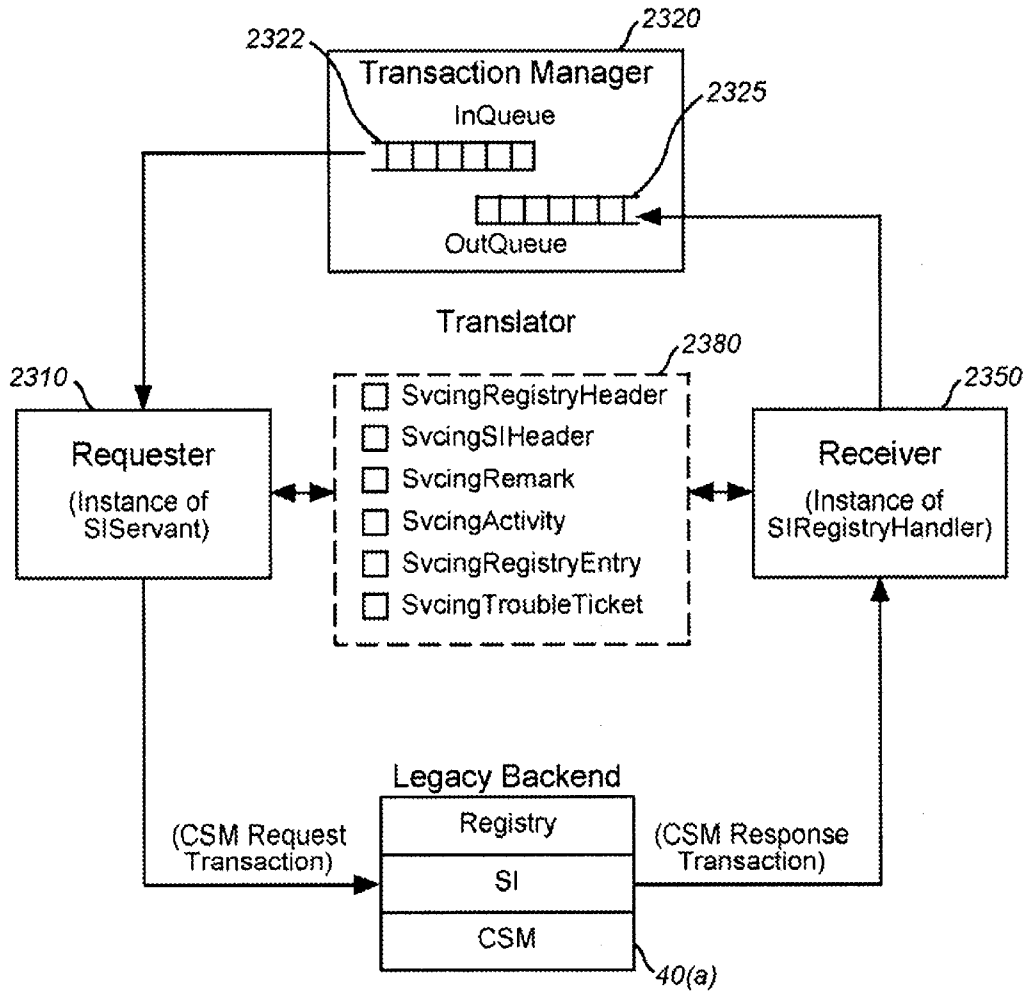 2320
2322
Transaction Manager
2325
InQueue
OutQueue
Translator
2380
2310
2350
SvcingRegistryHeader
SvcingSIHeader
SvcingRemark
SvcingActivity
SvcingRegistryEntry
SvcingTroubleTicket
Requester
(Instance of
SIServant)
Receiver
(Instance of
SIRegistryHandler)
Legacy Backend
Registry
SI
CSM
(CSM Request
Transaction)
(CSM Response
Transaction)
40(a)